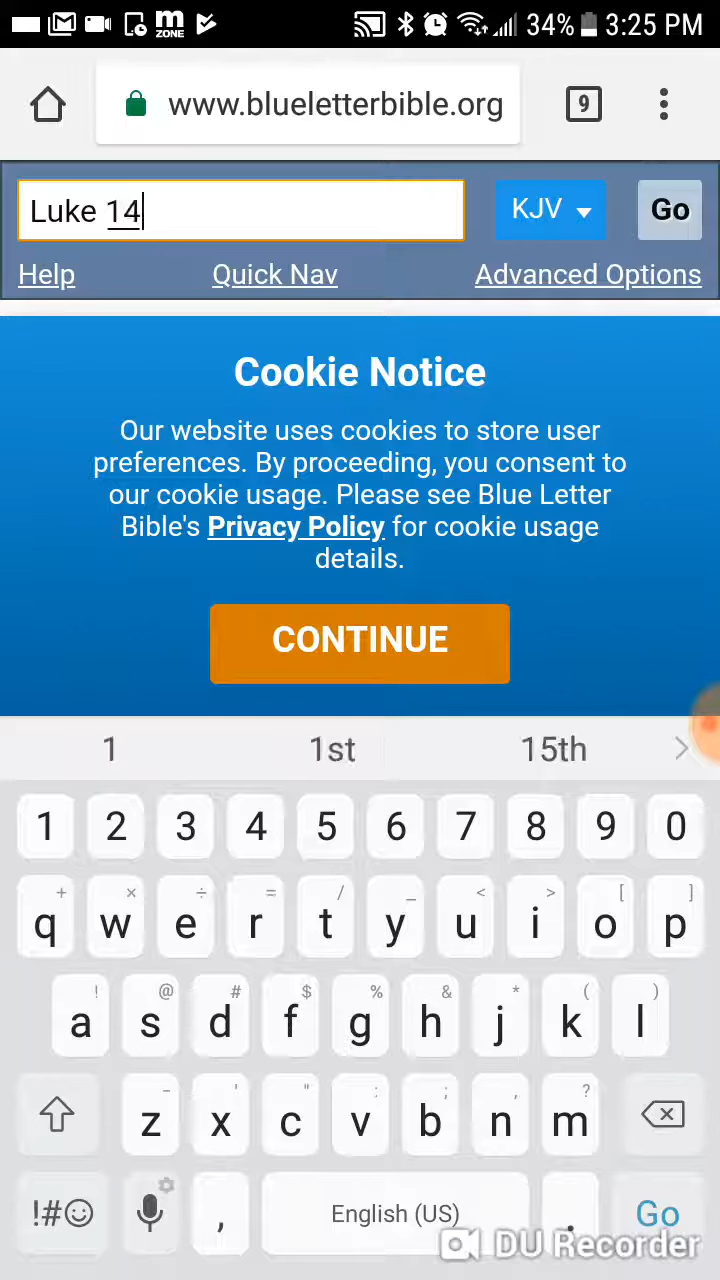 m
ZONE
34% 3:25 PM
www.blueletterbible.org
9
Luke 14
KJV
Go
Help Quick Nav Advanced Options
Cookie Notice
Our website uses cookies to store user
preferences. By proceeding, you consent to
our cookie usage. Please see Blue Letter
Bible's Privacy Policy for cookie usage
details.
CONTINUE
1 1st 15th
1 2 3 4 5 6 7 8 9 0
+ × ÷ = / _ < > [ ]
q w e r t y u i o p
! @ # $ % & * ( )
a s d f g h j k l
- ' " : ; , ?
z x c v b n m
!#☺ , English (US) . Go
DU Recorder